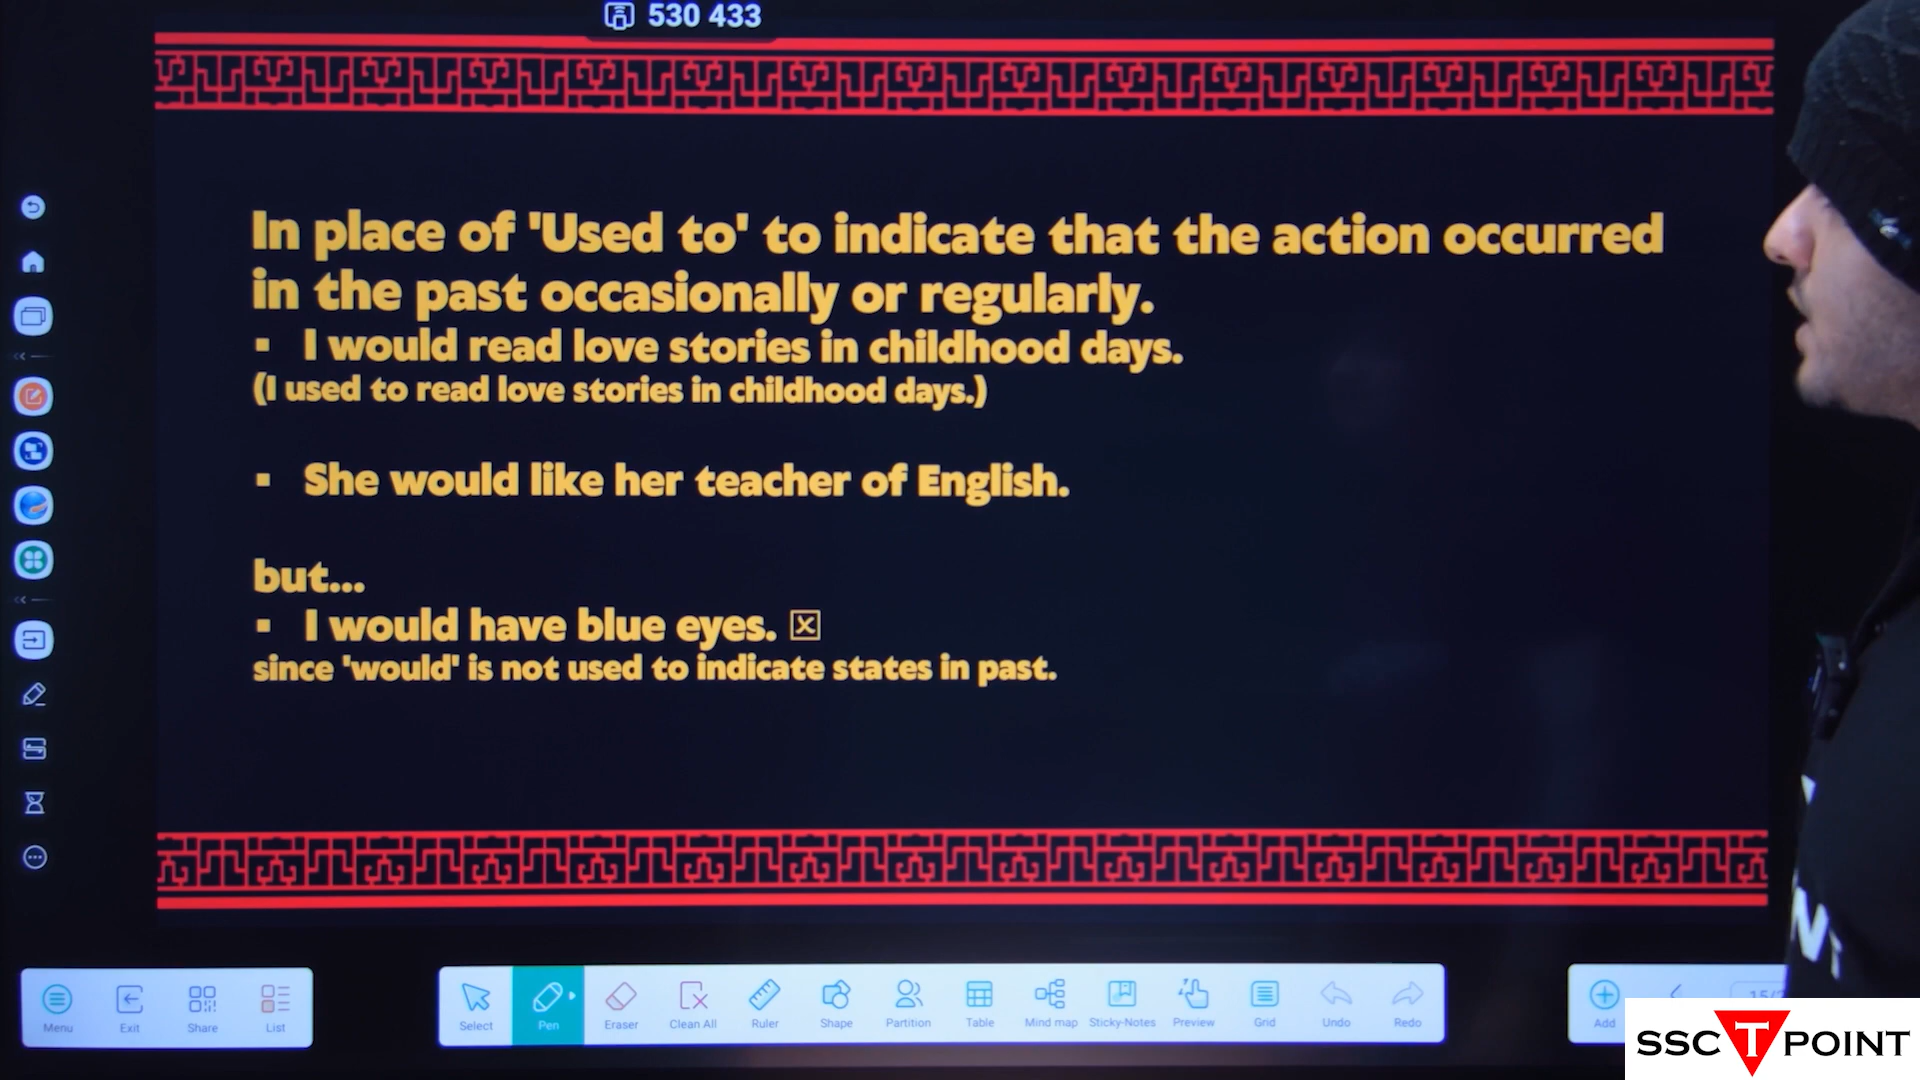 530 433
In place of 'Used to' to indicate that the action occurred
in the past occasionally or regularly.
▪ I would read love stories in childhood days.
(I used to read love stories in childhood days.)
▪ She would like her teacher of English.
but...
▪ I would have blue eyes. ☒
since 'would' is not used to indicate states in past.
Menu Exit Share List
Select Pen Eraser Clean All Ruler Shape Partition Table Mind map Sticky-Notes Preview Grid Undo Redo
Add
SSC T POINT